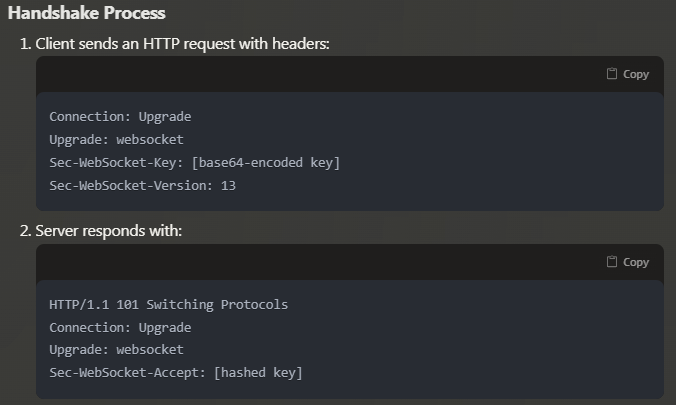 Handshake Process
1. Client sends an HTTP request with headers:
Copy
Connection: Upgrade
Upgrade: websocket
Sec-WebSocket-Key: [base64-encoded key]
Sec-WebSocket-Version: 13
2. Server responds with:
Copy
HTTP/1.1 101 Switching Protocols
Connection: Upgrade
Upgrade: websocket
Sec-WebSocket-Accept: [hashed key]